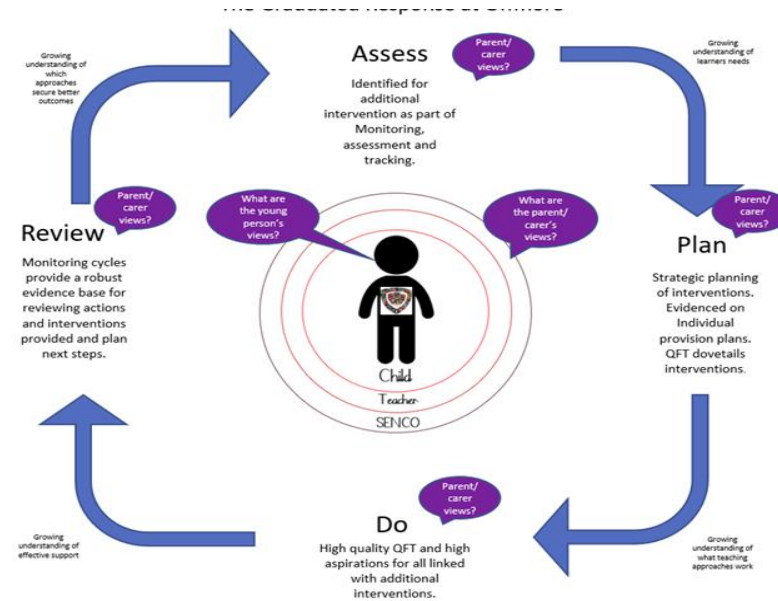 The Graduated Response at
Assess
Parent/
carer
views?
Identified for
additional
intervention as part of
Monitoring,
assessment and
tracking.
Growing
understanding of
which
approaches
secure better
outcomes
Growing
understanding of
learners needs
Parent/
carer
views?
Review
Monitoring cycles
provide a robust
evidence base for
reviewing actions
and interventions
provided and plan
next steps.
What are
the young
person's
views?
What are
the parent/
carer's
views?
Child
Teacher
SENCO
Parent/
carer
views?
Plan
Strategic planning
of interventions.
Evidenced on
Individual
provision plans.
QFT dovetails
interventions.
Parent/
carer
views?
Do
High quality QFT and high
aspirations for all linked
with additional
interventions.
Growing
understanding of
effective support
Growing
understanding of
what teaching
approaches work